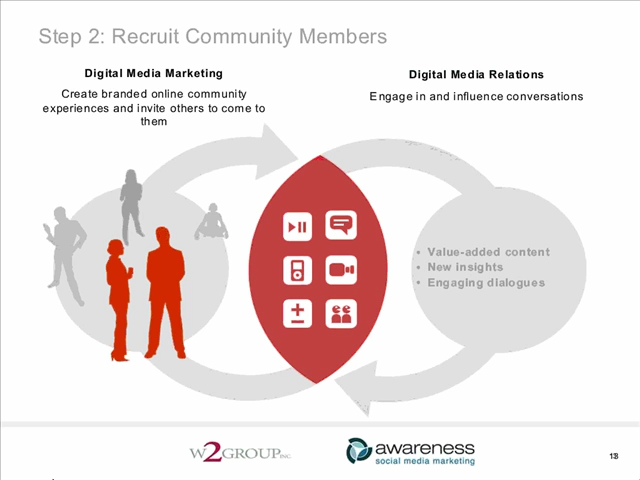 Step 2: Recruit Community Members
Digital Media Marketing
Create branded online community
experiences and invite others to come to
them
Digital Media Relations
Engage in and influence conversations
• Value-added content
• New insights
• Engaging dialogues
W2GROUP INC.
awareness
social media marketing